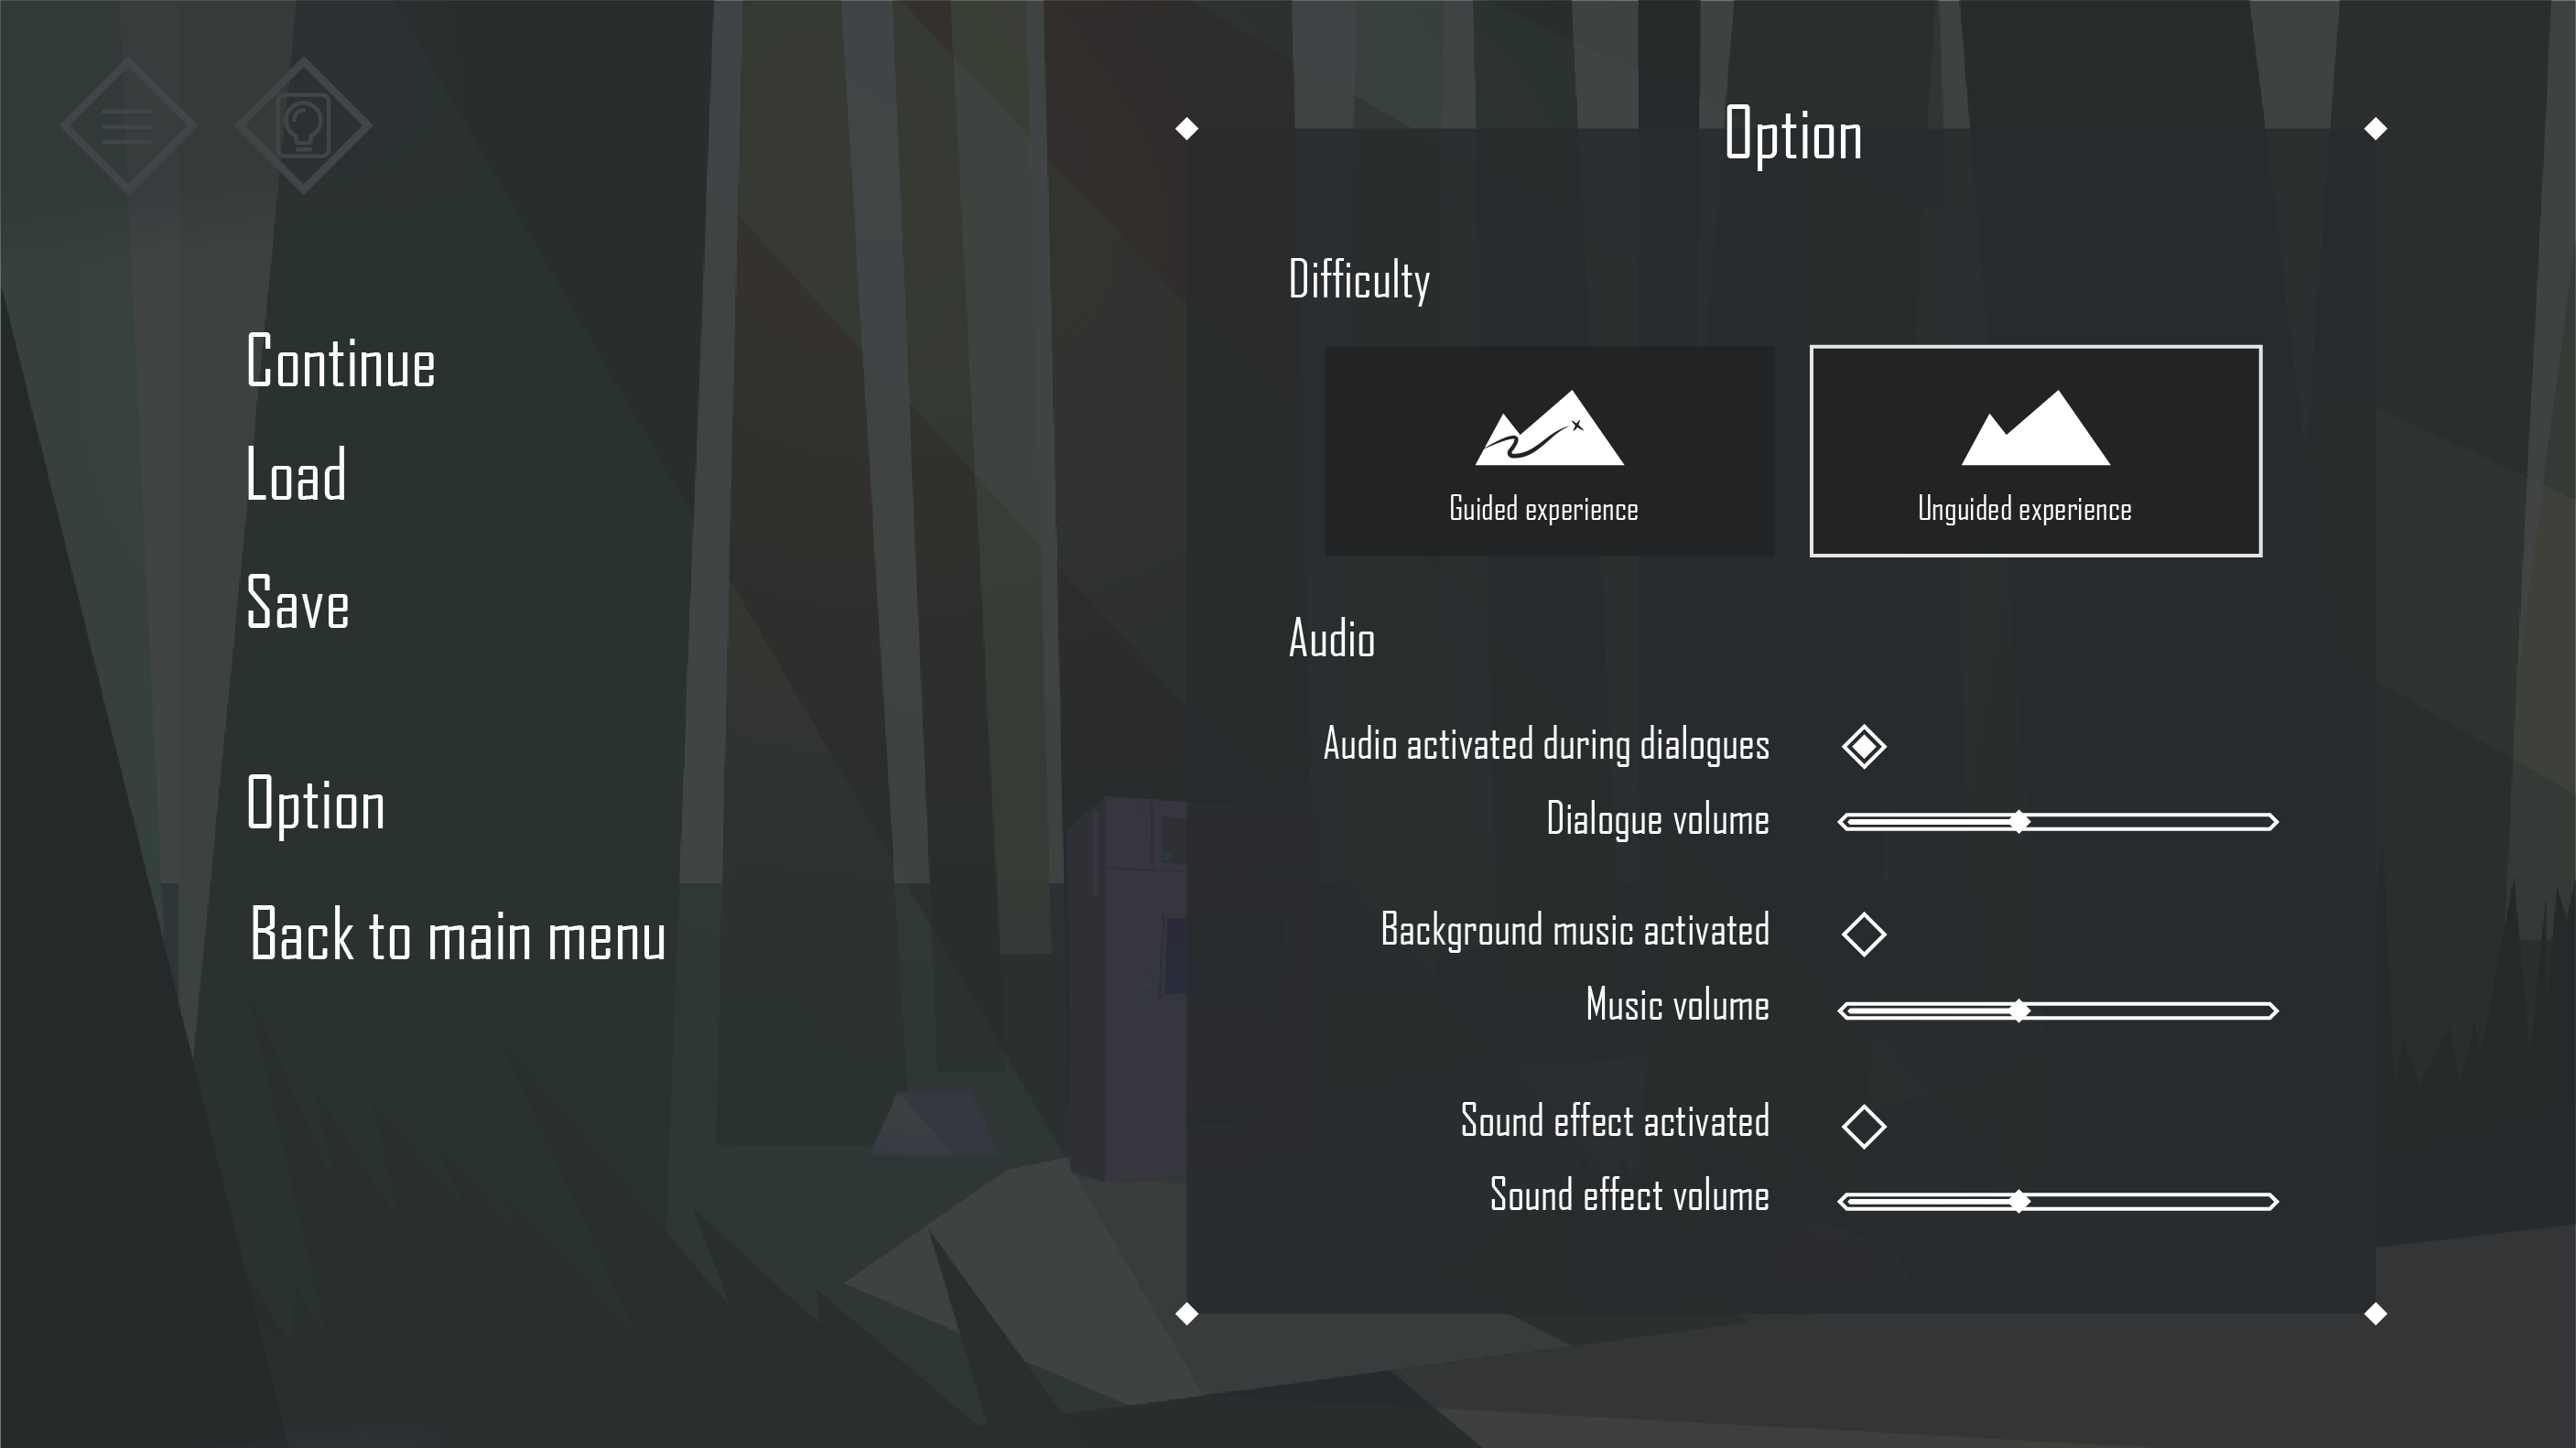 Option
Continue
Load
Save
Option
Back to main menu
Difficulty
Guided experience
Unguided experience
Audio
Audio activated during dialogues
Dialogue volume
Background music activated
Music volume
Sound effect activated
Sound effect volume